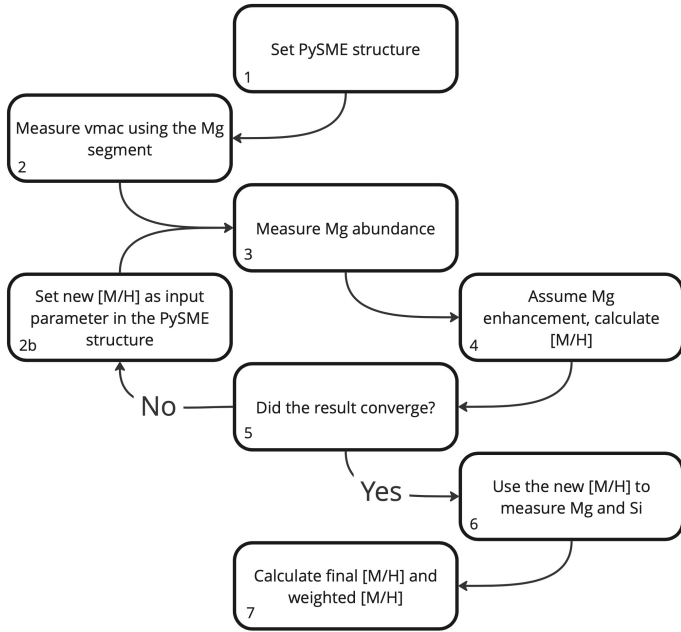 Set PySME structure
1
Measure vmac using the Mg
segment
2
Measure Mg abundance
3
Set new [M/H] as input
parameter in the PySME
structure
2b
Assume Mg
enhancement, calculate
[M/H]
4
Did the result converge?
5
No
Yes
Use the new [M/H] to
measure Mg and Si
6
Calculate final [M/H] and
weighted [M/H]
7